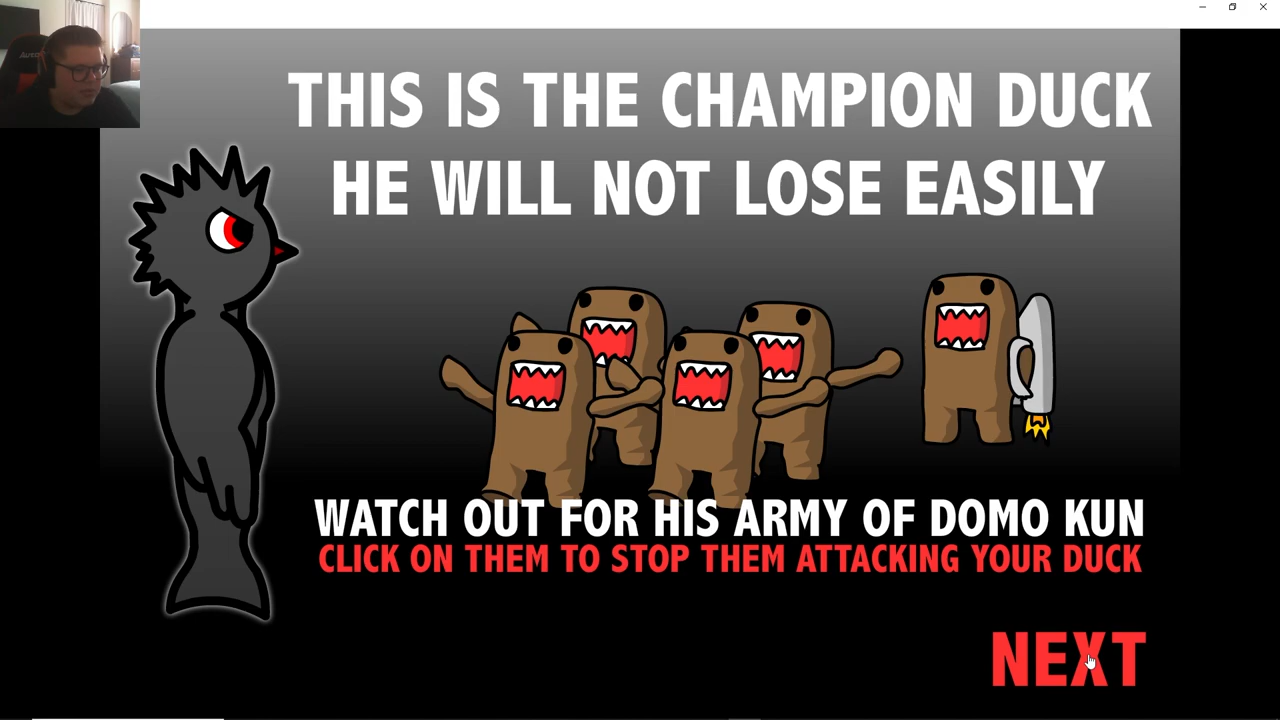 THIS IS THE CHAMPION DUCK
HE WILL NOT LOSE EASILY
WATCH OUT FOR HIS ARMY OF DOMO KUN
CLICK ON THEM TO STOP THEM ATTACKING YOUR DUCK
NEXT